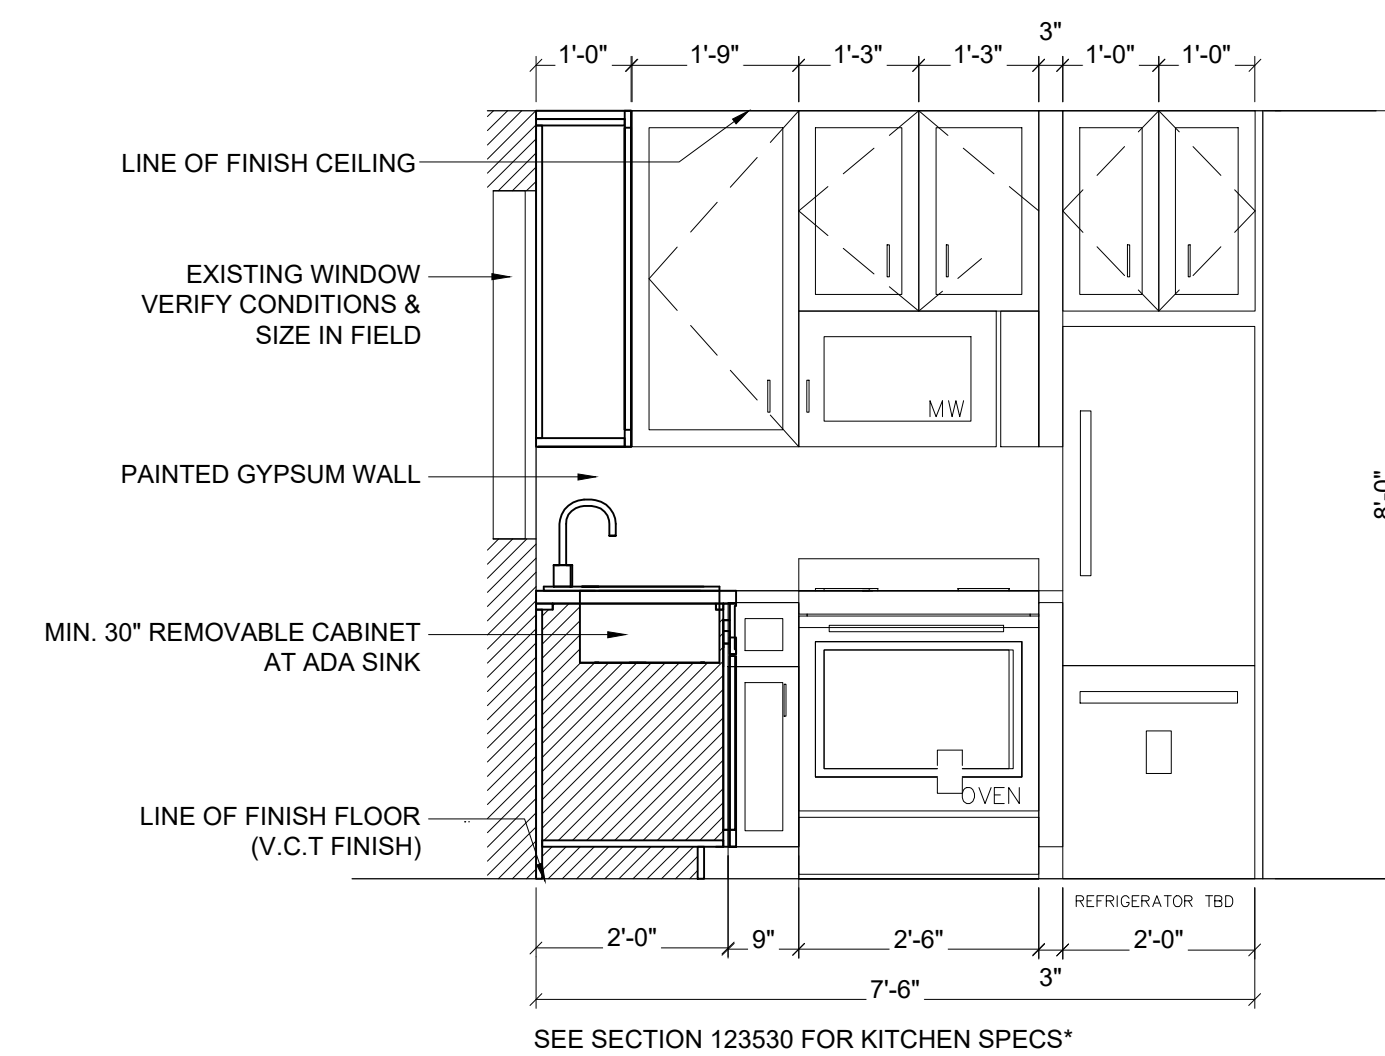 3"
1'-0" 1'-9" 1'-3" 1'-3" 1'-0" 1'-0"
LINE OF FINISH CEILING
EXISTING WINDOW
VERIFY CONDITIONS &
SIZE IN FIELD
MW
PAINTED GYPSUM WALL
8'-0"
MIN. 30" REMOVABLE CABINET
AT ADA SINK
OVEN
LINE OF FINISH FLOOR
(V.C.T FINISH)
REFRIGERATOR TBD
2'-0" 9" 2'-6" 2'-0"
3"
7'-6"
SEE SECTION 123530 FOR KITCHEN SPECS*